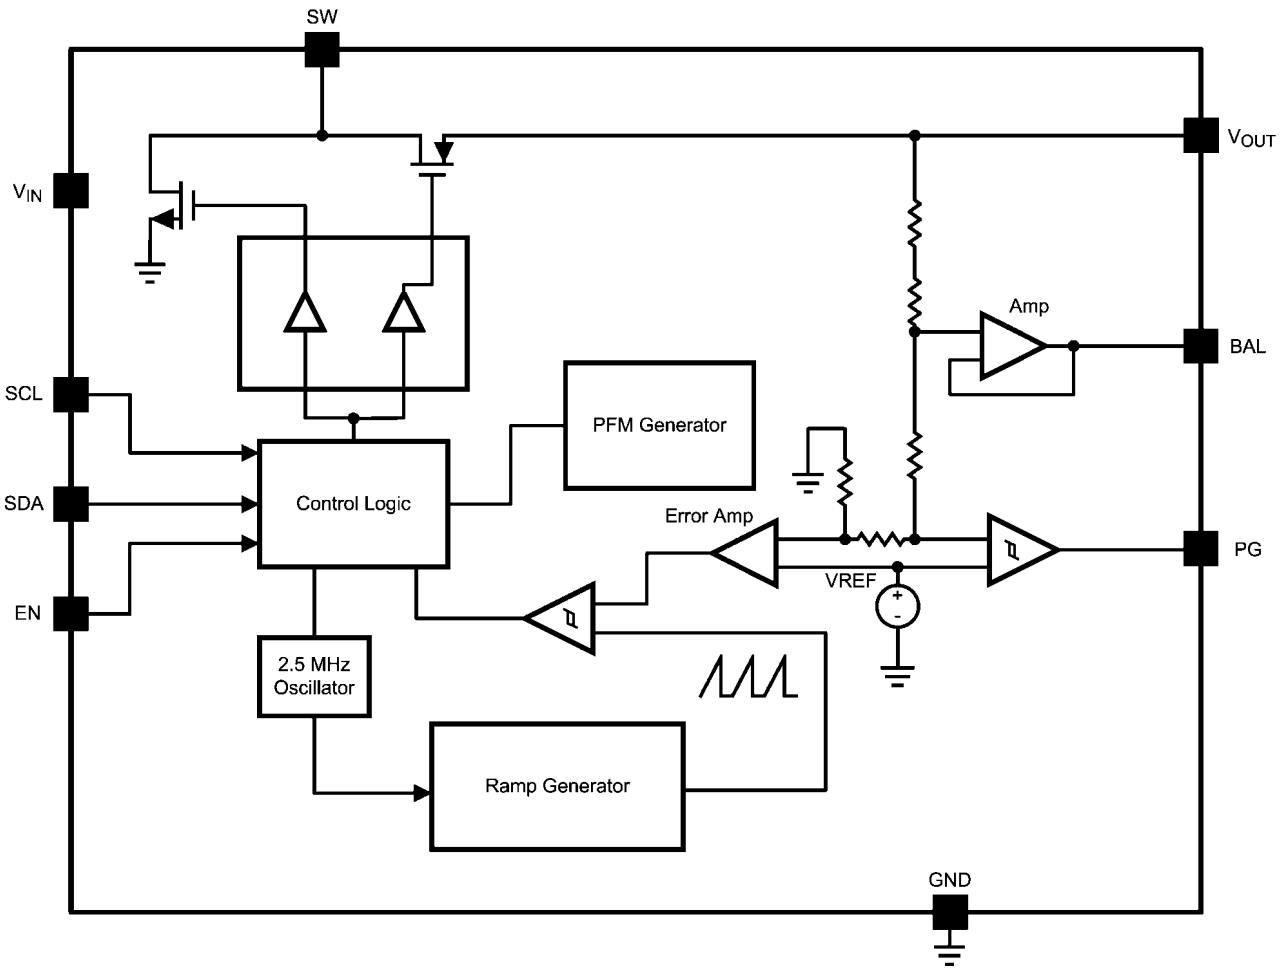 SW
VOUT
VIN
Amp
BAL
SCL
PFM Generator
SDA
Control Logic
Error Amp
PG
VREF
+
-
EN
2.5 MHz
Oscillator
Ramp Generator
GND